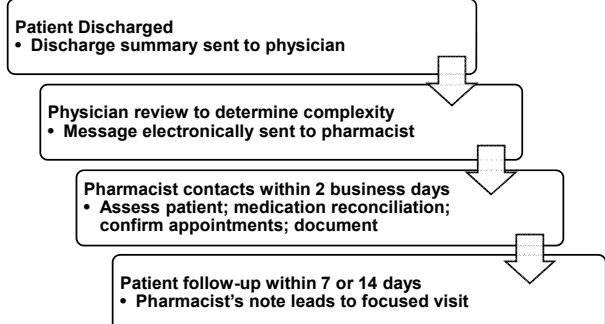 Patient Discharged
• Discharge summary sent to physician
Physician review to determine complexity
• Message electronically sent to pharmacist
Pharmacist contacts within 2 business days
• Assess patient; medication reconciliation;
confirm appointments; document
Patient follow-up within 7 or 14 days
• Pharmacist's note leads to focused visit